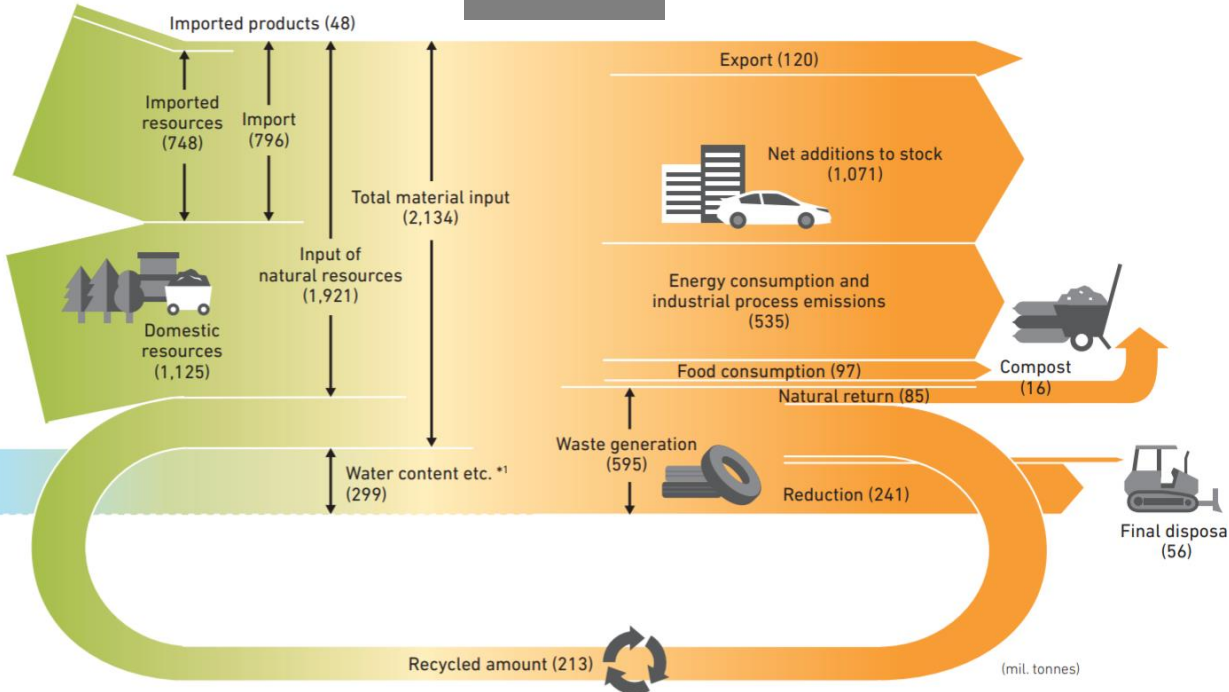 Imported products (48)
Export (120)
Imported
resources
(748)
Import
(796)
Net additions to stock
(1,071)
Total material input
(2,134)
Input of
natural resources
(1,921)
Energy consumption and
industrial process emissions
(535)
Domestic
resources
(1,125)
Food consumption (97)
Compost
(16)
Natural return (85)
Waste generation
(595)
Water content etc. *1
(299)
Reduction (241)
Final disposa
(56)
Recycled amount (213)
(mil. tonnes)